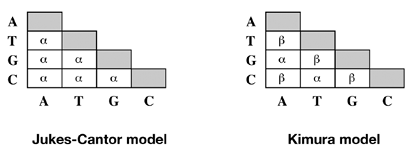 A
T α
G α α
C α α α
A T G C
Jukes-Cantor model
A
T β
G α β
C β α β
A T G C
Kimura model